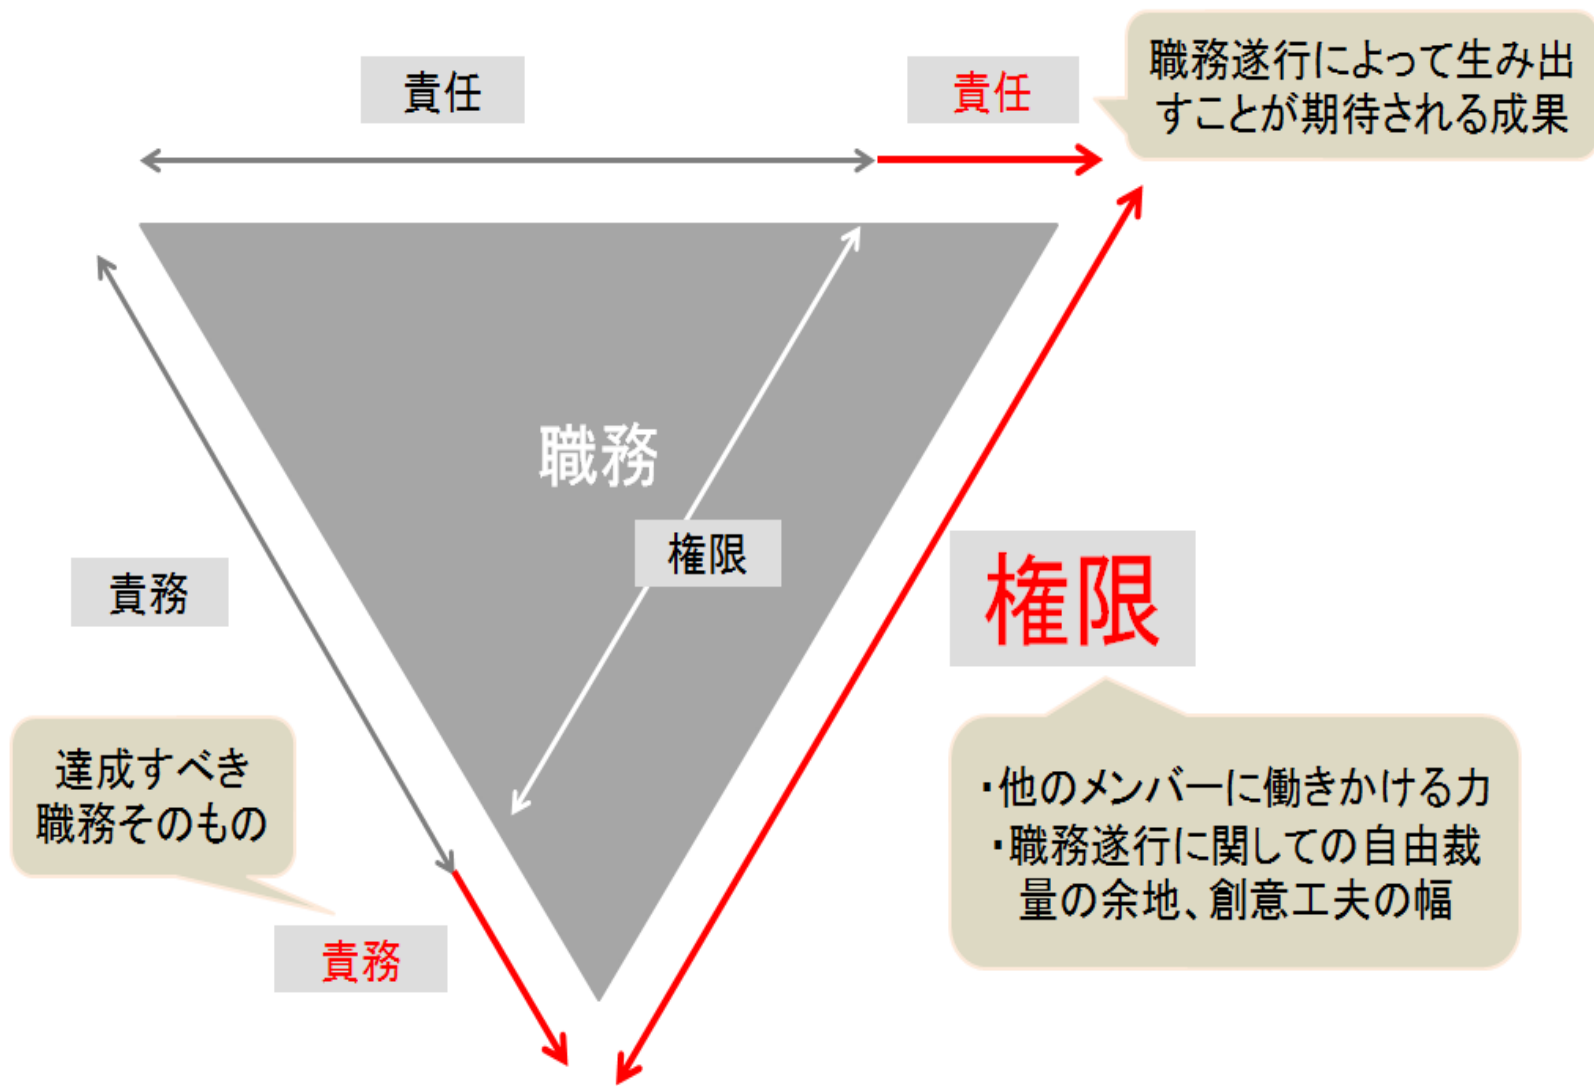 責任
責任
職務遂行によって生み出
すことが期待される成果
職務
権限
権限
責務
達成すべき
職務そのもの
責務
・他のメンバーに働きかける力
・職務遂行に関しての自由裁
量の余地、創意工夫の幅